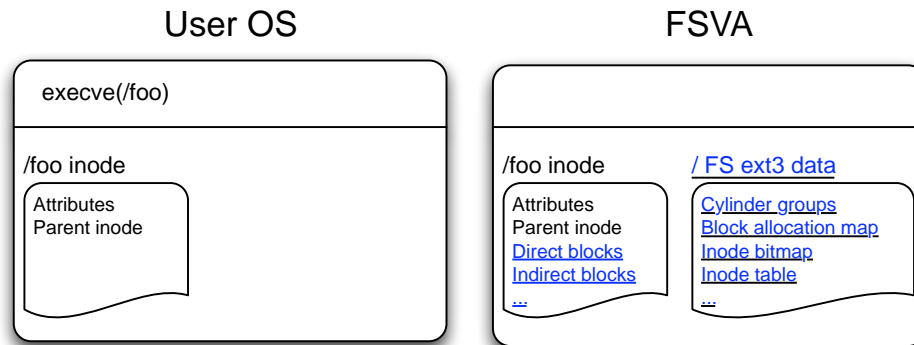 User OS
execve(/foo)
/foo inode
Attributes
Parent inode
FSVA
/foo inode
Attributes
Parent inode
Direct blocks
Indirect blocks
...
/ FS ext3 data
Cylinder groups
Block allocation map
Inode bitmap
Inode table
...